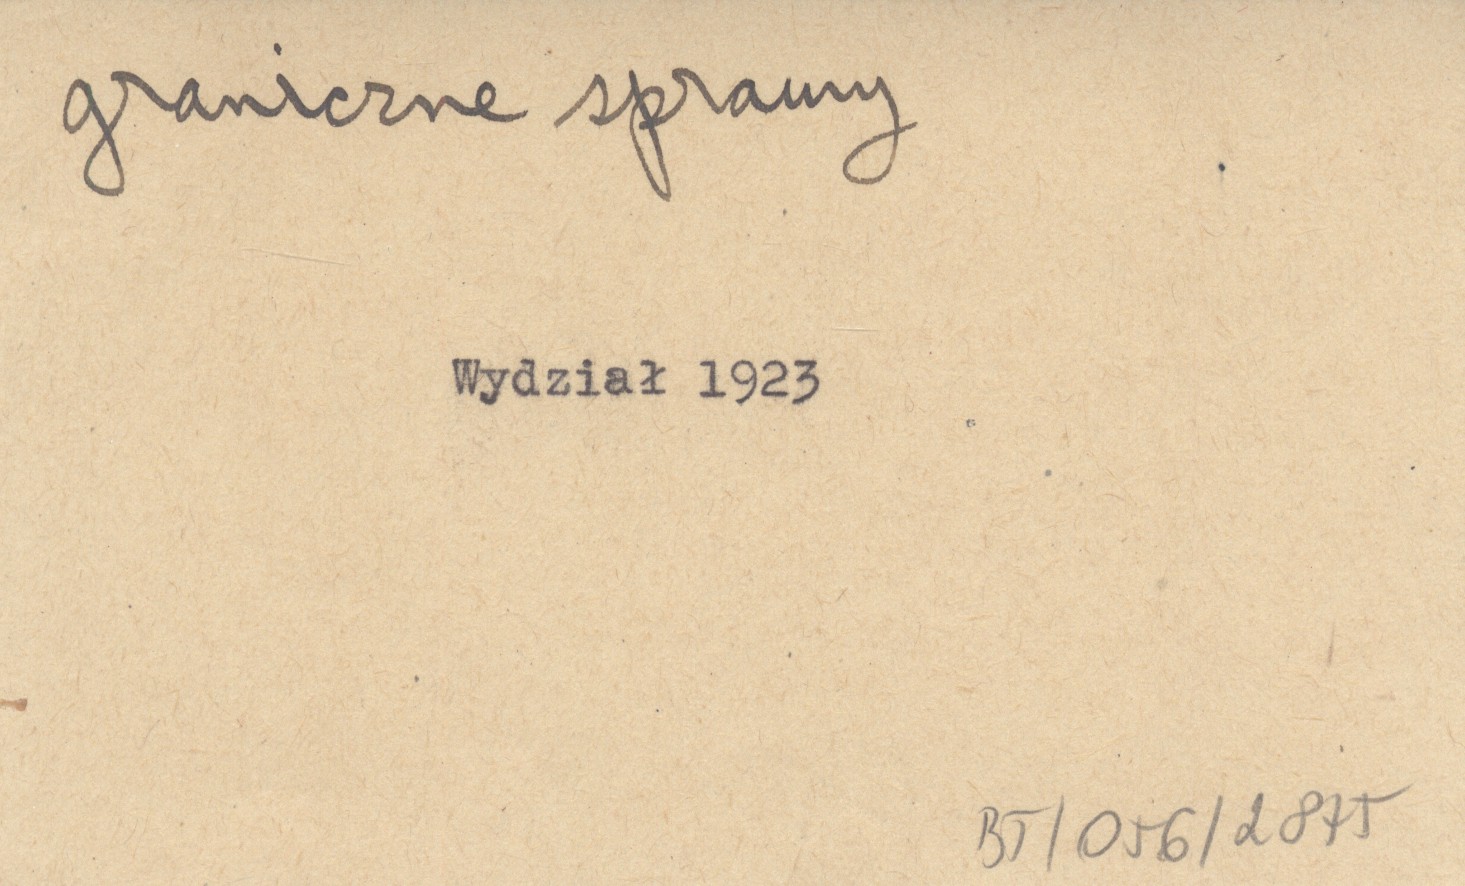 graniczne sprawy
Wydział 1923
BT/056/2875